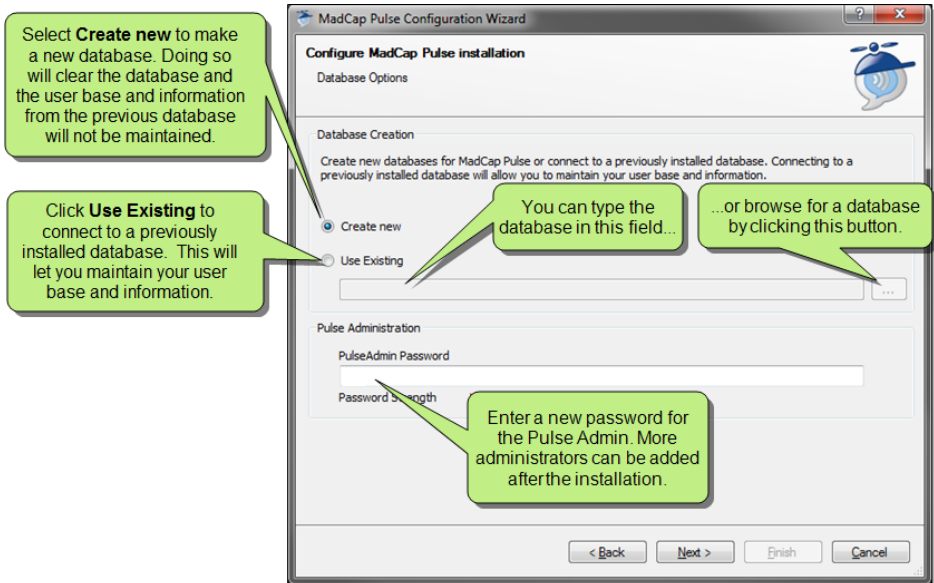 MadCap Pulse Configuration Wizard
?
X
Configure MadCap Pulse installation
Database Options
Select Create new to make
a new database. Doing so
will clear the database and
the user base and information
from the previous database
will not be maintained.
Database Creation
Create new databases for MadCap Pulse or connect to a previously installed database. Connecting to a
previously installed database will allow you to maintain your user base and information.
Click Use Existing to
connect to a previously
installed database. This will
let you maintain your user
base and information.
You can type the
database in this field...
...or browse for a database
by clicking this button.
Create new
Use Existing
...
Pulse Administration
PulseAdmin Password
Password Strength
Enter a new password for
the Pulse Admin. More
administrators can be added
after the installation.
< Back
Next >
Finish
Cancel